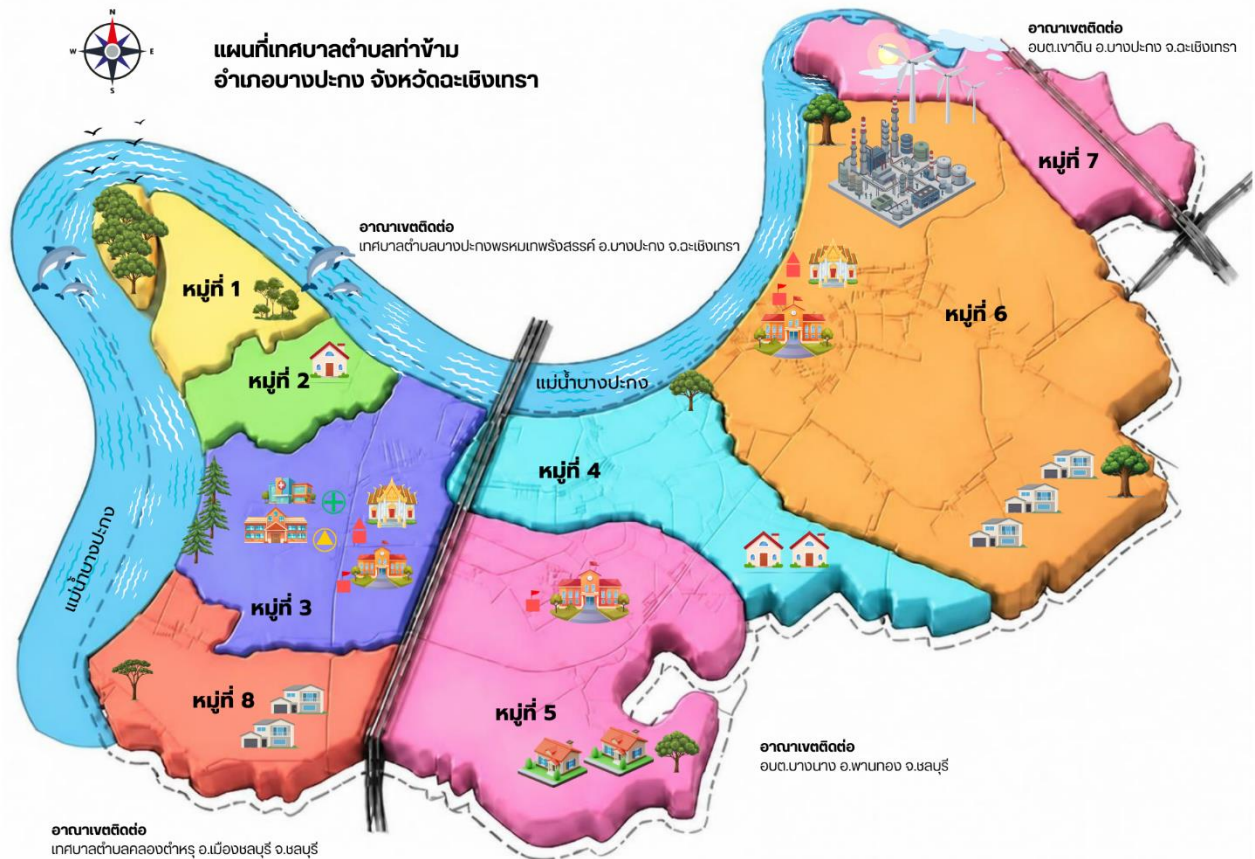 N
W
E
S
แผนที่เทศบาลตำบลท่าข้าม
อำเภอบางปะกง จังหวัดฉะเชิงเทรา
อาณาเขตติดต่อ
อบต.เขาดิน อ.บางปะกง จ.ฉะเชิงเทรา
หมู่ที่ 7
อาณาเขตติดต่อ
เทศบาลตำบลบางปะกงพรหมเทพรังสรรค์ อ.บางปะกง จ.ฉะเชิงเทรา
หมู่ที่ 1
หมู่ที่ 6
หมู่ที่ 2
แม่น้ำบางปะกง
หมู่ที่ 4
แม่น้ำบางปะกง
หมู่ที่ 3
หมู่ที่ 8
หมู่ที่ 5
อาณาเขตติดต่อ
อบต.บางนาง อ.พานทอง จ.ชลบุรี
อาณาเขตติดต่อ
เทศบาลตำบลคลองตำหรุ อ.เมืองชลบุรี จ.ชลบุรี